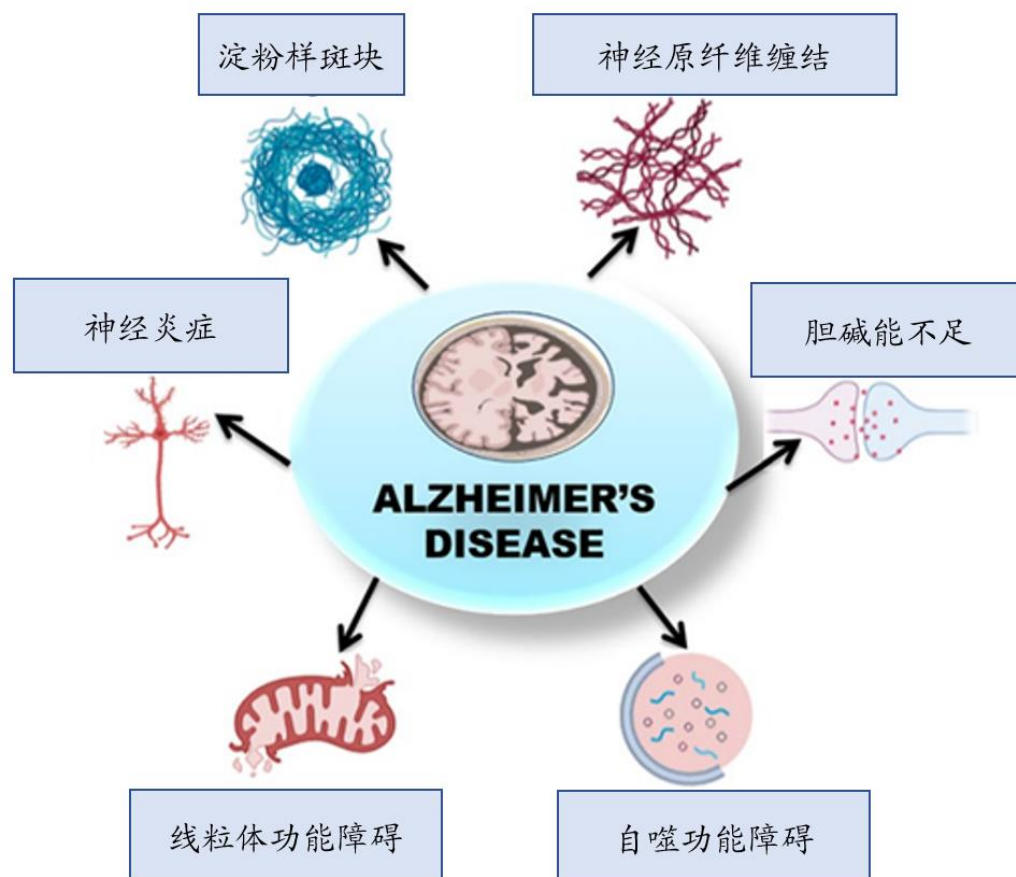 淀粉样斑块
神经原纤维缠结
神经炎症
胆碱能不足
ALZHEIMER’S
DISEASE
线粒体功能障碍
自噬功能障碍